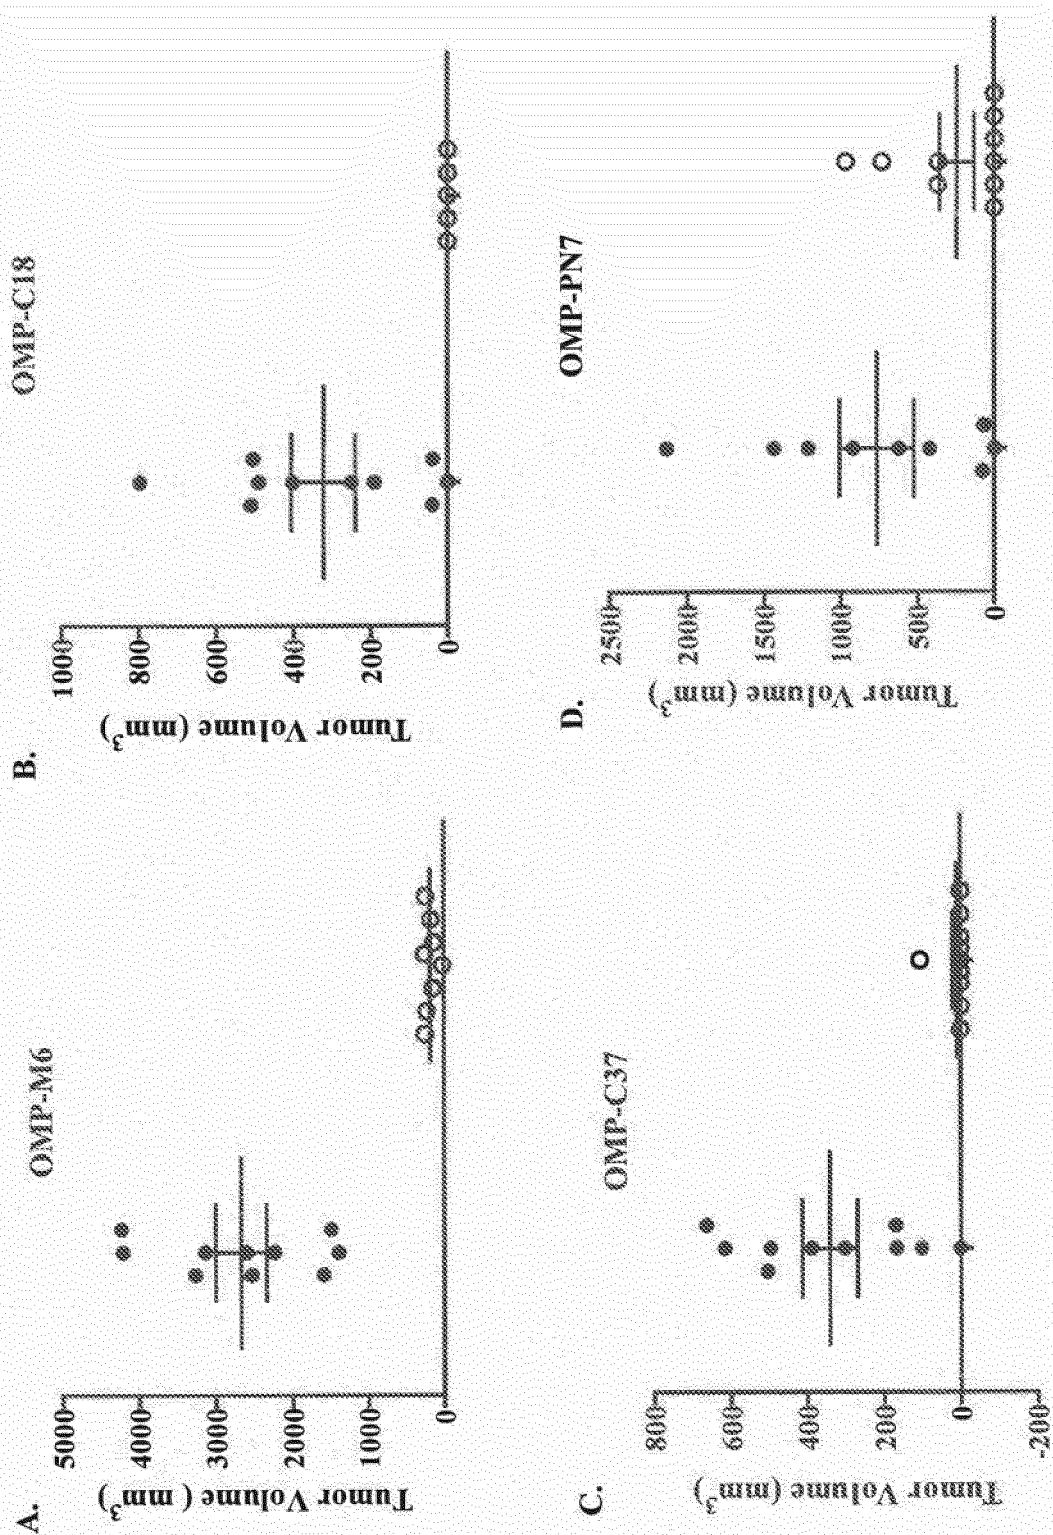 A.
OMP-M6
Tumor Volume ( mm3)
5000
4000
3000
2000
1000
0
B.
OMP-C18
Tumor Volume (mm3)
1000
800
600
400
200
0
C.
OMP-C37
Tumor Volume (mm3)
800
600
400
200
0
-200
D.
OMP-PN7
Tumor Volume (mm3)
2500
2000
1500
1000
500
0